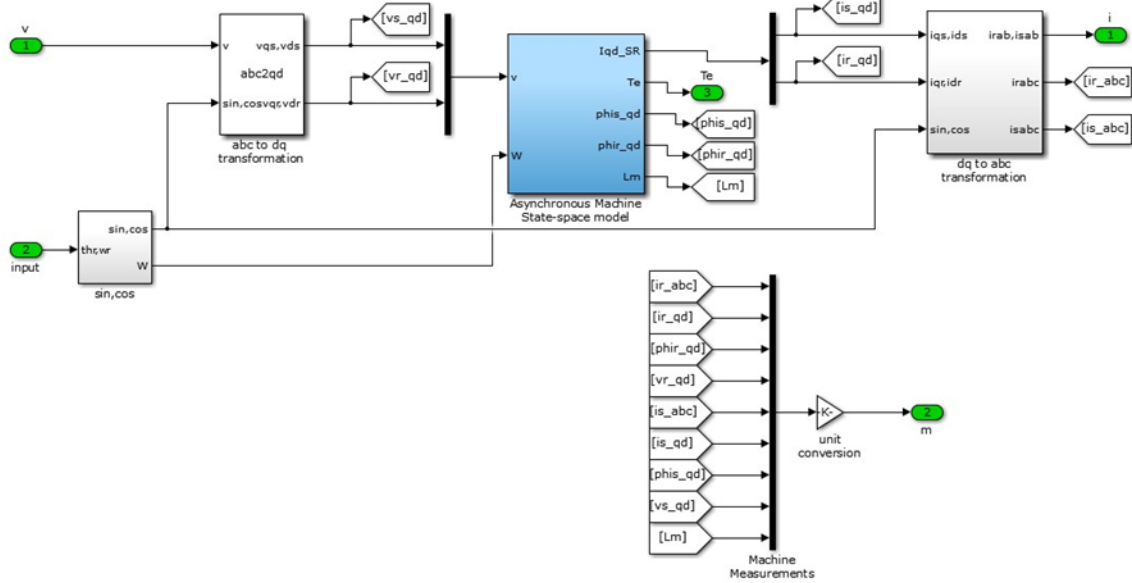 v
1
v
vqs,vds
abc2qd
sin,cos
vqr,vdr
abc to dq
transformation
[vs_qd]
[vr_qd]
v
W
Iqd_SR
Te
phis_qd
phir_qd
Lm
Asynchronous Machine
State-space model
Te
3
[phis_qd]
[phir_qd]
[Lm]
[is_qd]
[ir_qd]
iqs,ids
iqr,idr
sin,cos
irab,isab
irabc
isabc
dq to abc
transformation
i
1
[ir_abc]
[is_abc]
2
input
thr,wr
sin,cos
W
sin,cos
[ir_abc]
[ir_qd]
[phir_qd]
[vr_qd]
[is_abc]
[is_qd]
[phis_qd]
[vs_qd]
[Lm]
Machine
Measurements
K-
unit
conversion
2
m